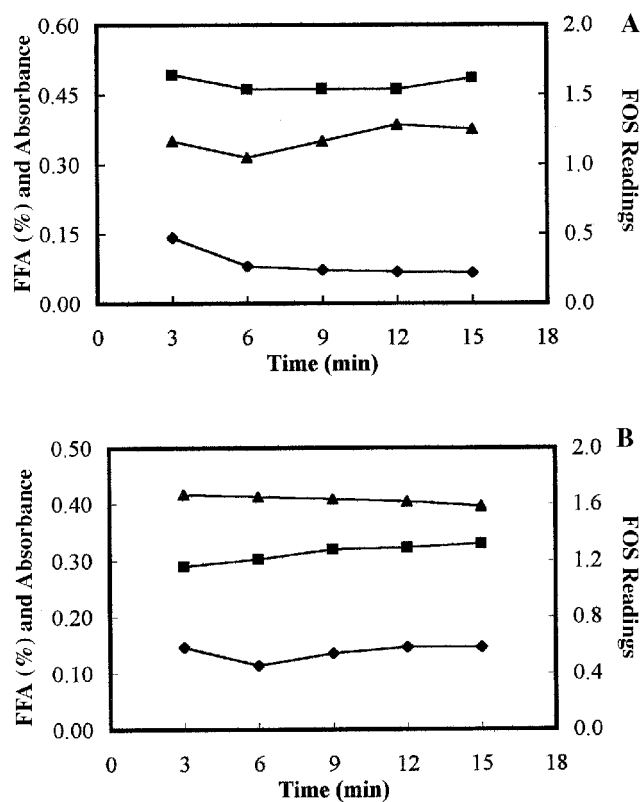 A
0.60
0.45
0.30
0.15
0.00
FFA (%) and Absorbance
2.0
1.5
1.0
0.5
0.0
FOS Readings
0 3 6 9 12 15 18
Time (min)
B
0.50
0.40
0.30
0.20
0.10
0.00
FFA (%) and Absorbance
2.0
1.6
1.2
0.8
0.4
0.0
FOS Readings
0 3 6 9 12 15 18
Time (min)